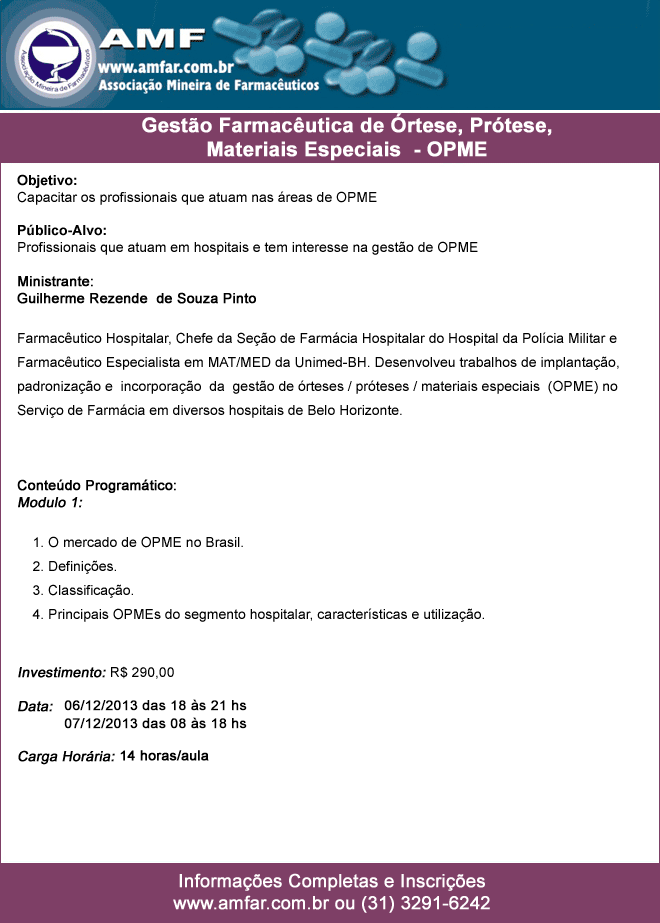 AMF
www.amfar.com.br
Associação Mineira de Farmacêuticos
Associação Mineira de Farmacêuticos
Gestão Farmacêutica de Órtese, Prótese,
Materiais Especiais - OPME
Objetivo:
Capacitar os profissionais que atuam nas áreas de OPME
Público-Alvo:
Profissionais que atuam em hospitais e tem interesse na gestão de OPME
Ministrante:
Guilherme Rezende de Souza Pinto
Farmacêutico Hospitalar, Chefe da Seção de Farmácia Hospitalar do Hospital da Polícia Militar e
Farmacêutico Especialista em MAT/MED da Unimed-BH. Desenvolveu trabalhos de implantação,
padronização e incorporação da gestão de órteses / próteses / materiais especiais (OPME) no
Serviço de Farmácia em diversos hospitais de Belo Horizonte.
Conteúdo Programático:
Modulo 1:
1. O mercado de OPME no Brasil.
2. Definições.
3. Classificação.
4. Principais OPMEs do segmento hospitalar, características e utilização.
Investimento: R$ 290,00
Data: 06/12/2013 das 18 às 21 hs
07/12/2013 das 08 às 18 hs
Carga Horária: 14 horas/aula
Informações Completas e Inscrições
www.amfar.com.br ou (31) 3291-6242